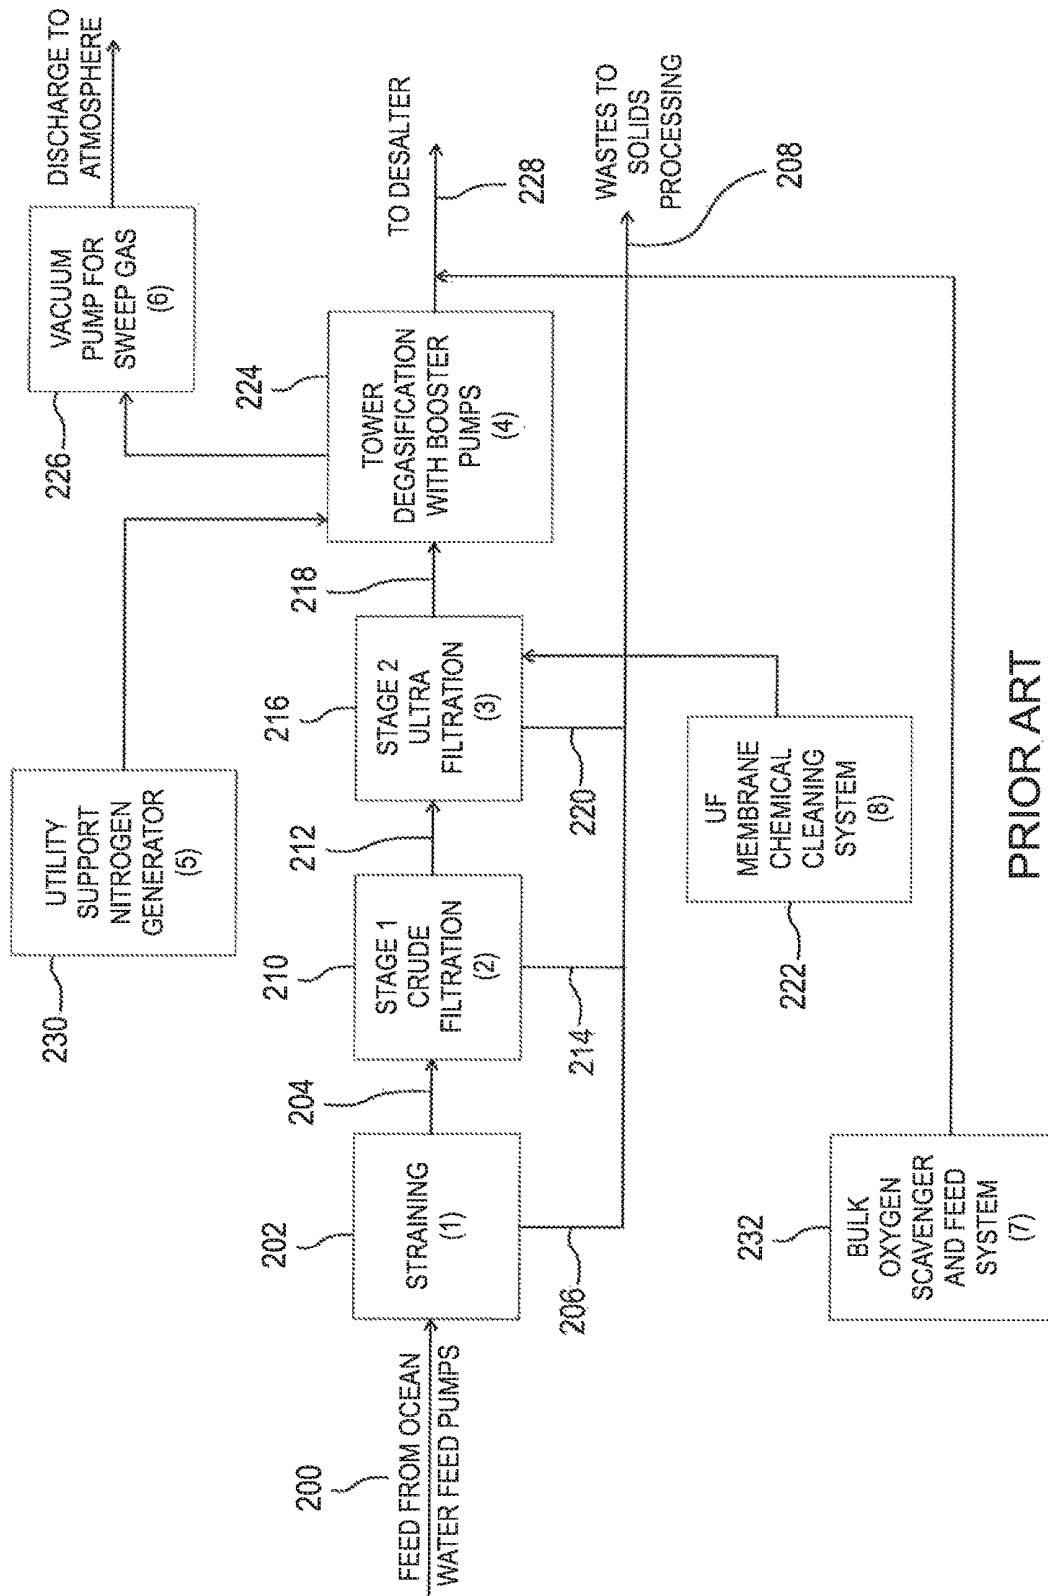 DISCHARGE TO
ATMOSPHERE
VACUUM
PUMP FOR
SWEEP GAS
(6)
226
UTILITY
SUPPORT
NITROGEN
GENERATOR
(5)
230
224
TOWER
DEGASIFICATION
WITH BOOSTER
PUMPS
(4)
TO DESALTER
228
218
216
STAGE 2
ULTRA
FILTRATION
(3)
220
212
210
STAGE 1
CRUDE
FILTRATION
(2)
214
204
202
STRAINING
(1)
206
200
FEED FROM OCEAN
WATER FEED PUMPS
WASTES TO
SOLIDS
PROCESSING
208
UF
MEMBRANE
CHEMICAL
CLEANING
SYSTEM
(8)
222
232
BULK
OXYGEN
SCAVENGER
AND FEED
SYSTEM
(7)
PRIOR ART